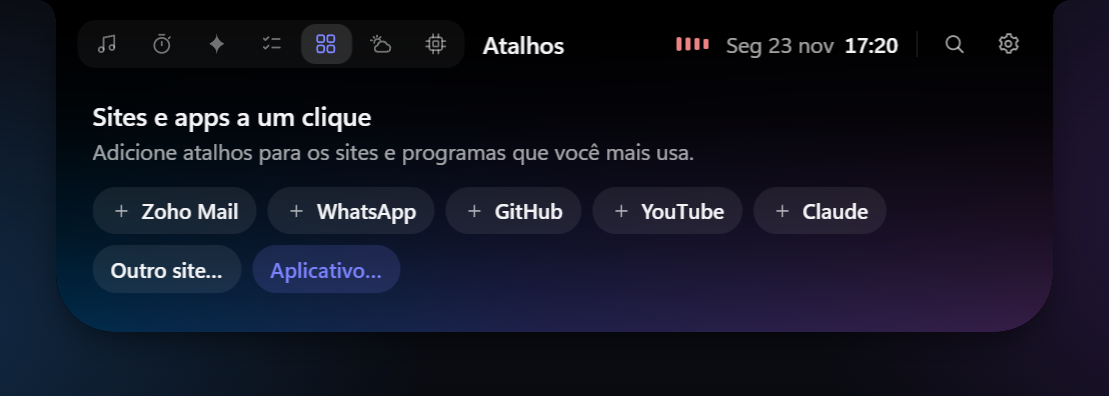 Atalhos Seg 23 nov 17:20
Sites e apps a um clique
Adicione atalhos para os sites e programas que você mais usa.
+ Zoho Mail + WhatsApp + GitHub + YouTube + Claude
Outro site... Aplicativo...